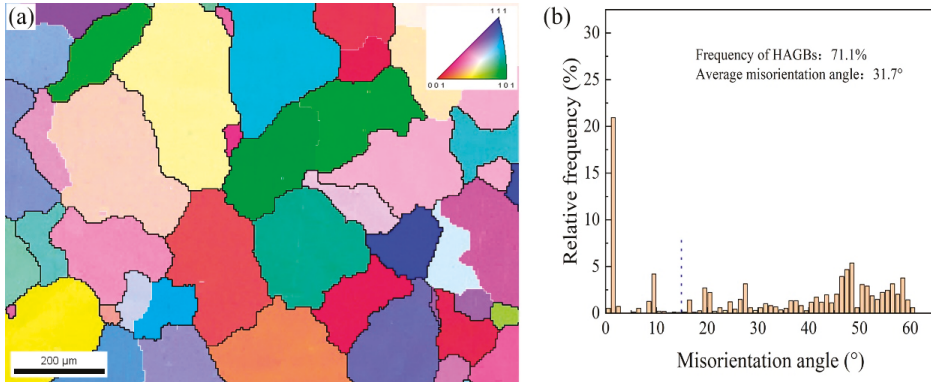 (a)
111
001
101
200 μm
(b)
Frequency of HAGBs: 71.1%
Average misorientation angle: 31.7°
Relative frequency (%)
30
25
20
15
10
5
0
0 10 20 30 40 50 60
Misorientation angle (°)